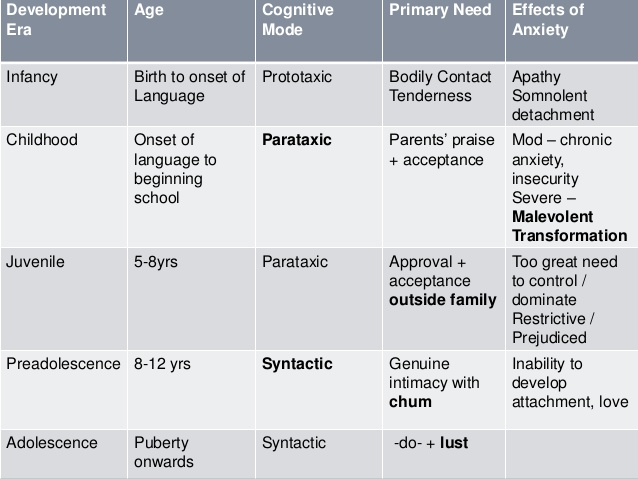 Development Era Age Cognitive Mode Primary Need Effects of Anxiety
Infancy Birth to onset of Language Prototaxic Bodily Contact Tenderness Apathy Somnolent detachment
Childhood Onset of language to beginning school Parataxic Parents' praise + acceptance Mod – chronic anxiety, insecurity Severe – Malevolent Transformation
Juvenile 5-8yrs Parataxic Approval + acceptance outside family Too great need to control / dominate Restrictive / Prejudiced
Preadolescence 8-12 yrs Syntactic Genuine intimacy with chum Inability to develop attachment, love
Adolescence Puberty onwards Syntactic -do- + lust